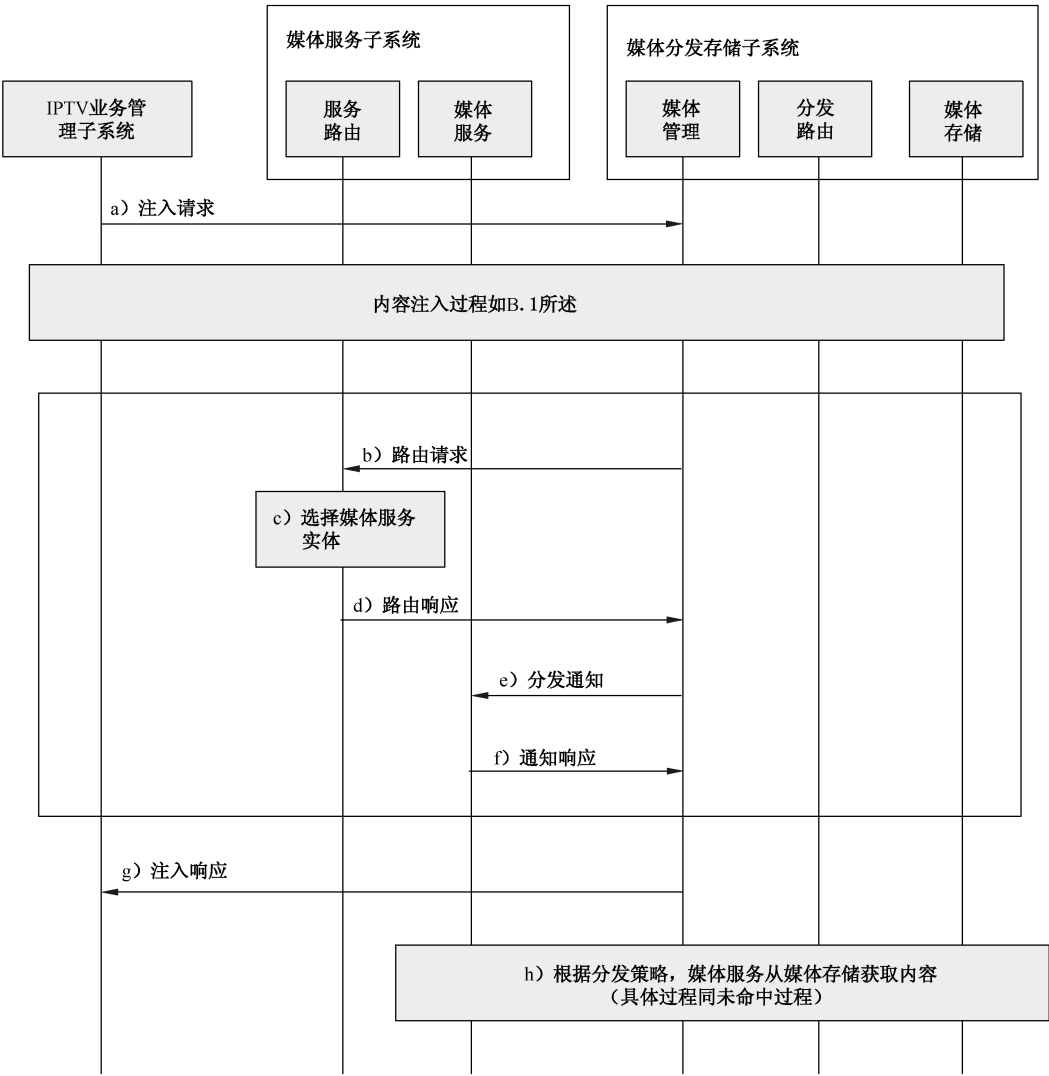 媒体服务子系统
媒体分发存储子系统
IPTV业务管
理子系统
服务
路由
媒体
服务
媒体
管理
分发
路由
媒体
存储
a）注入请求
内容注入过程如B.1所述
b）路由请求
c）选择媒体服务
实体
d）路由响应
e）分发通知
f）通知响应
g）注入响应
h）根据分发策略，媒体服务从媒体存储获取内容
（具体过程同未命中过程）